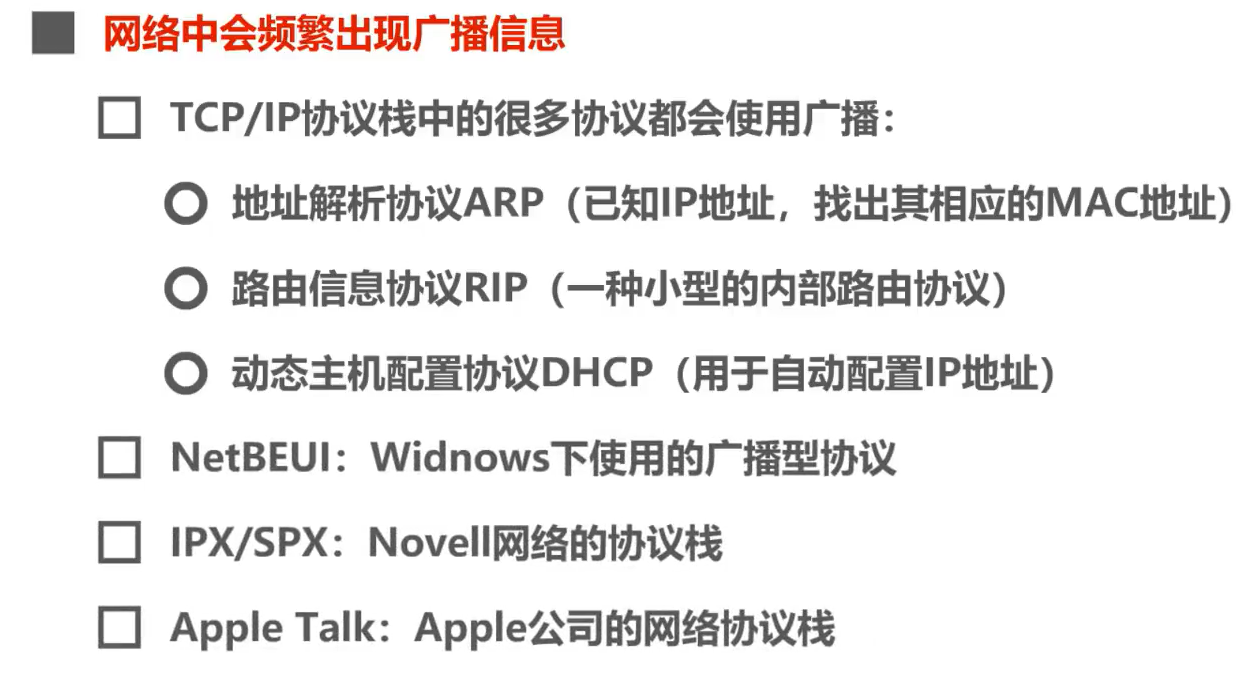 网络中会频繁出现广播信息
TCP/IP协议栈中的很多协议都会使用广播：
地址解析协议ARP（已知IP地址，找出其相应的MAC地址）
路由信息协议RIP（一种小型的内部路由协议）
动态主机配置协议DHCP（用于自动配置IP地址）
NetBEUI：Widnows下使用的广播型协议
IPX/SPX：Novell网络的协议栈
Apple Talk：Apple公司的网络协议栈